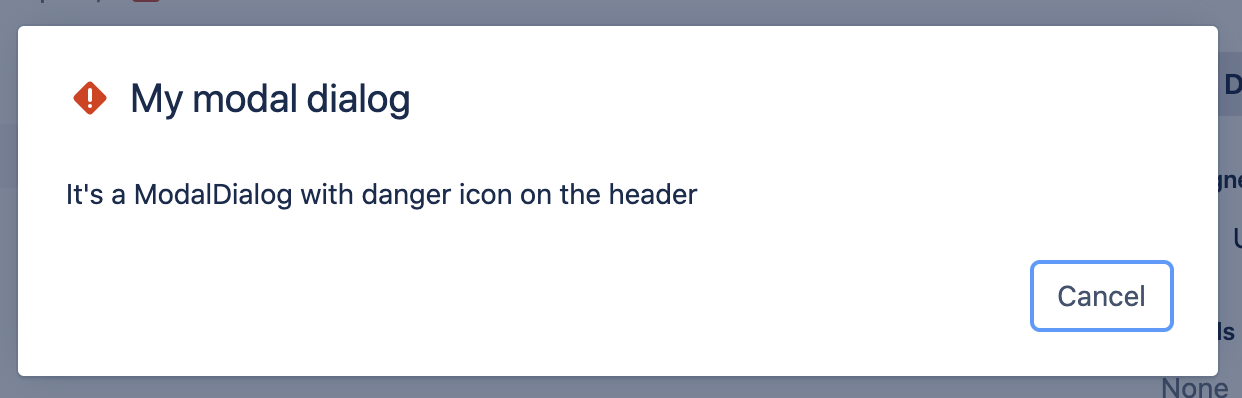 My modal dialog
It's a ModalDialog with danger icon on the header
Cancel
None